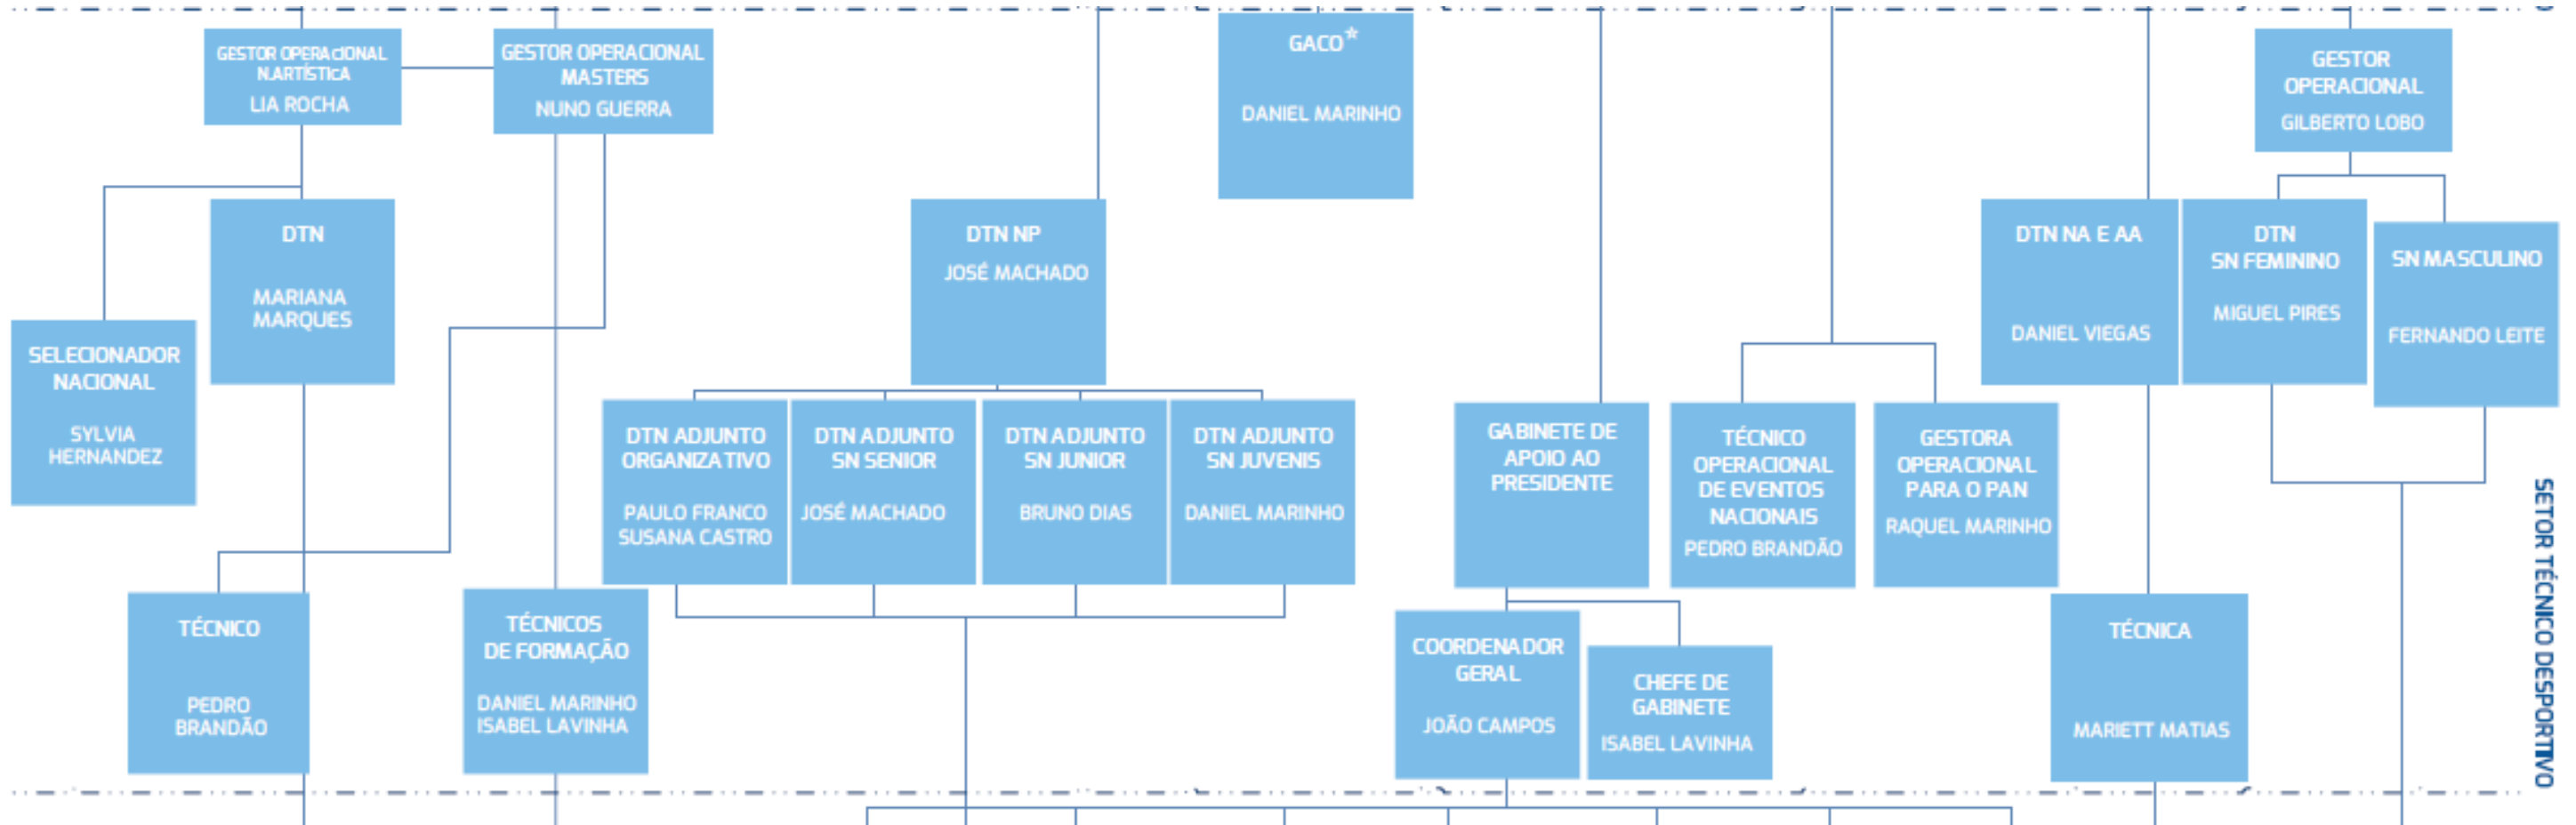 GESTOR OPERACIONAL
N.ARTÍSTICA
LIA ROCHA
GESTOR OPERACIONAL
MASTERS
NUNO GUERRA
GACO*
DANIEL MARINHO
GESTOR
OPERACIONAL
GILBERTO LOBO
DTN
MARIANA
MARQUES
DTN NP
JOSÉ MACHADO
DTN NA E AA
DANIEL VIEGAS
DTN
SN FEMININO
MIGUEL PIRES
SN MASCULINO
FERNANDO LEITE
SELECIONADOR
NACIONAL
SYLVIA
HERNANDEZ
DTN ADJUNTO
ORGANIZATIVO
PAULO FRANCO
SUSANA CASTRO
DTN ADJUNTO
SN SENIOR
JOSÉ MACHADO
DTN ADJUNTO
SN JUNIOR
BRUNO DIAS
DTN ADJUNTO
SN JUVENIS
DANIEL MARINHO
GABINETE DE
APOIO AO
PRESIDENTE
TÉCNICO
OPERACIONAL
DE EVENTOS
NACIONAIS
PEDRO BRANDÃO
GESTORA
OPERACIONAL
PARA O PAN
RAQUEL MARINHO
SETOR TÉCNICO DESPORTIVO
TÉCNICO
PEDRO
BRANDÃO
TÉCNICOS
DE FORMAÇÃO
DANIEL MARINHO
ISABEL LAVINHA
COORDENADOR
GERAL
JOÃO CAMPOS
CHEFE DE
GABINETE
ISABEL LAVINHA
TÉCNICA
MARIETT MATIAS